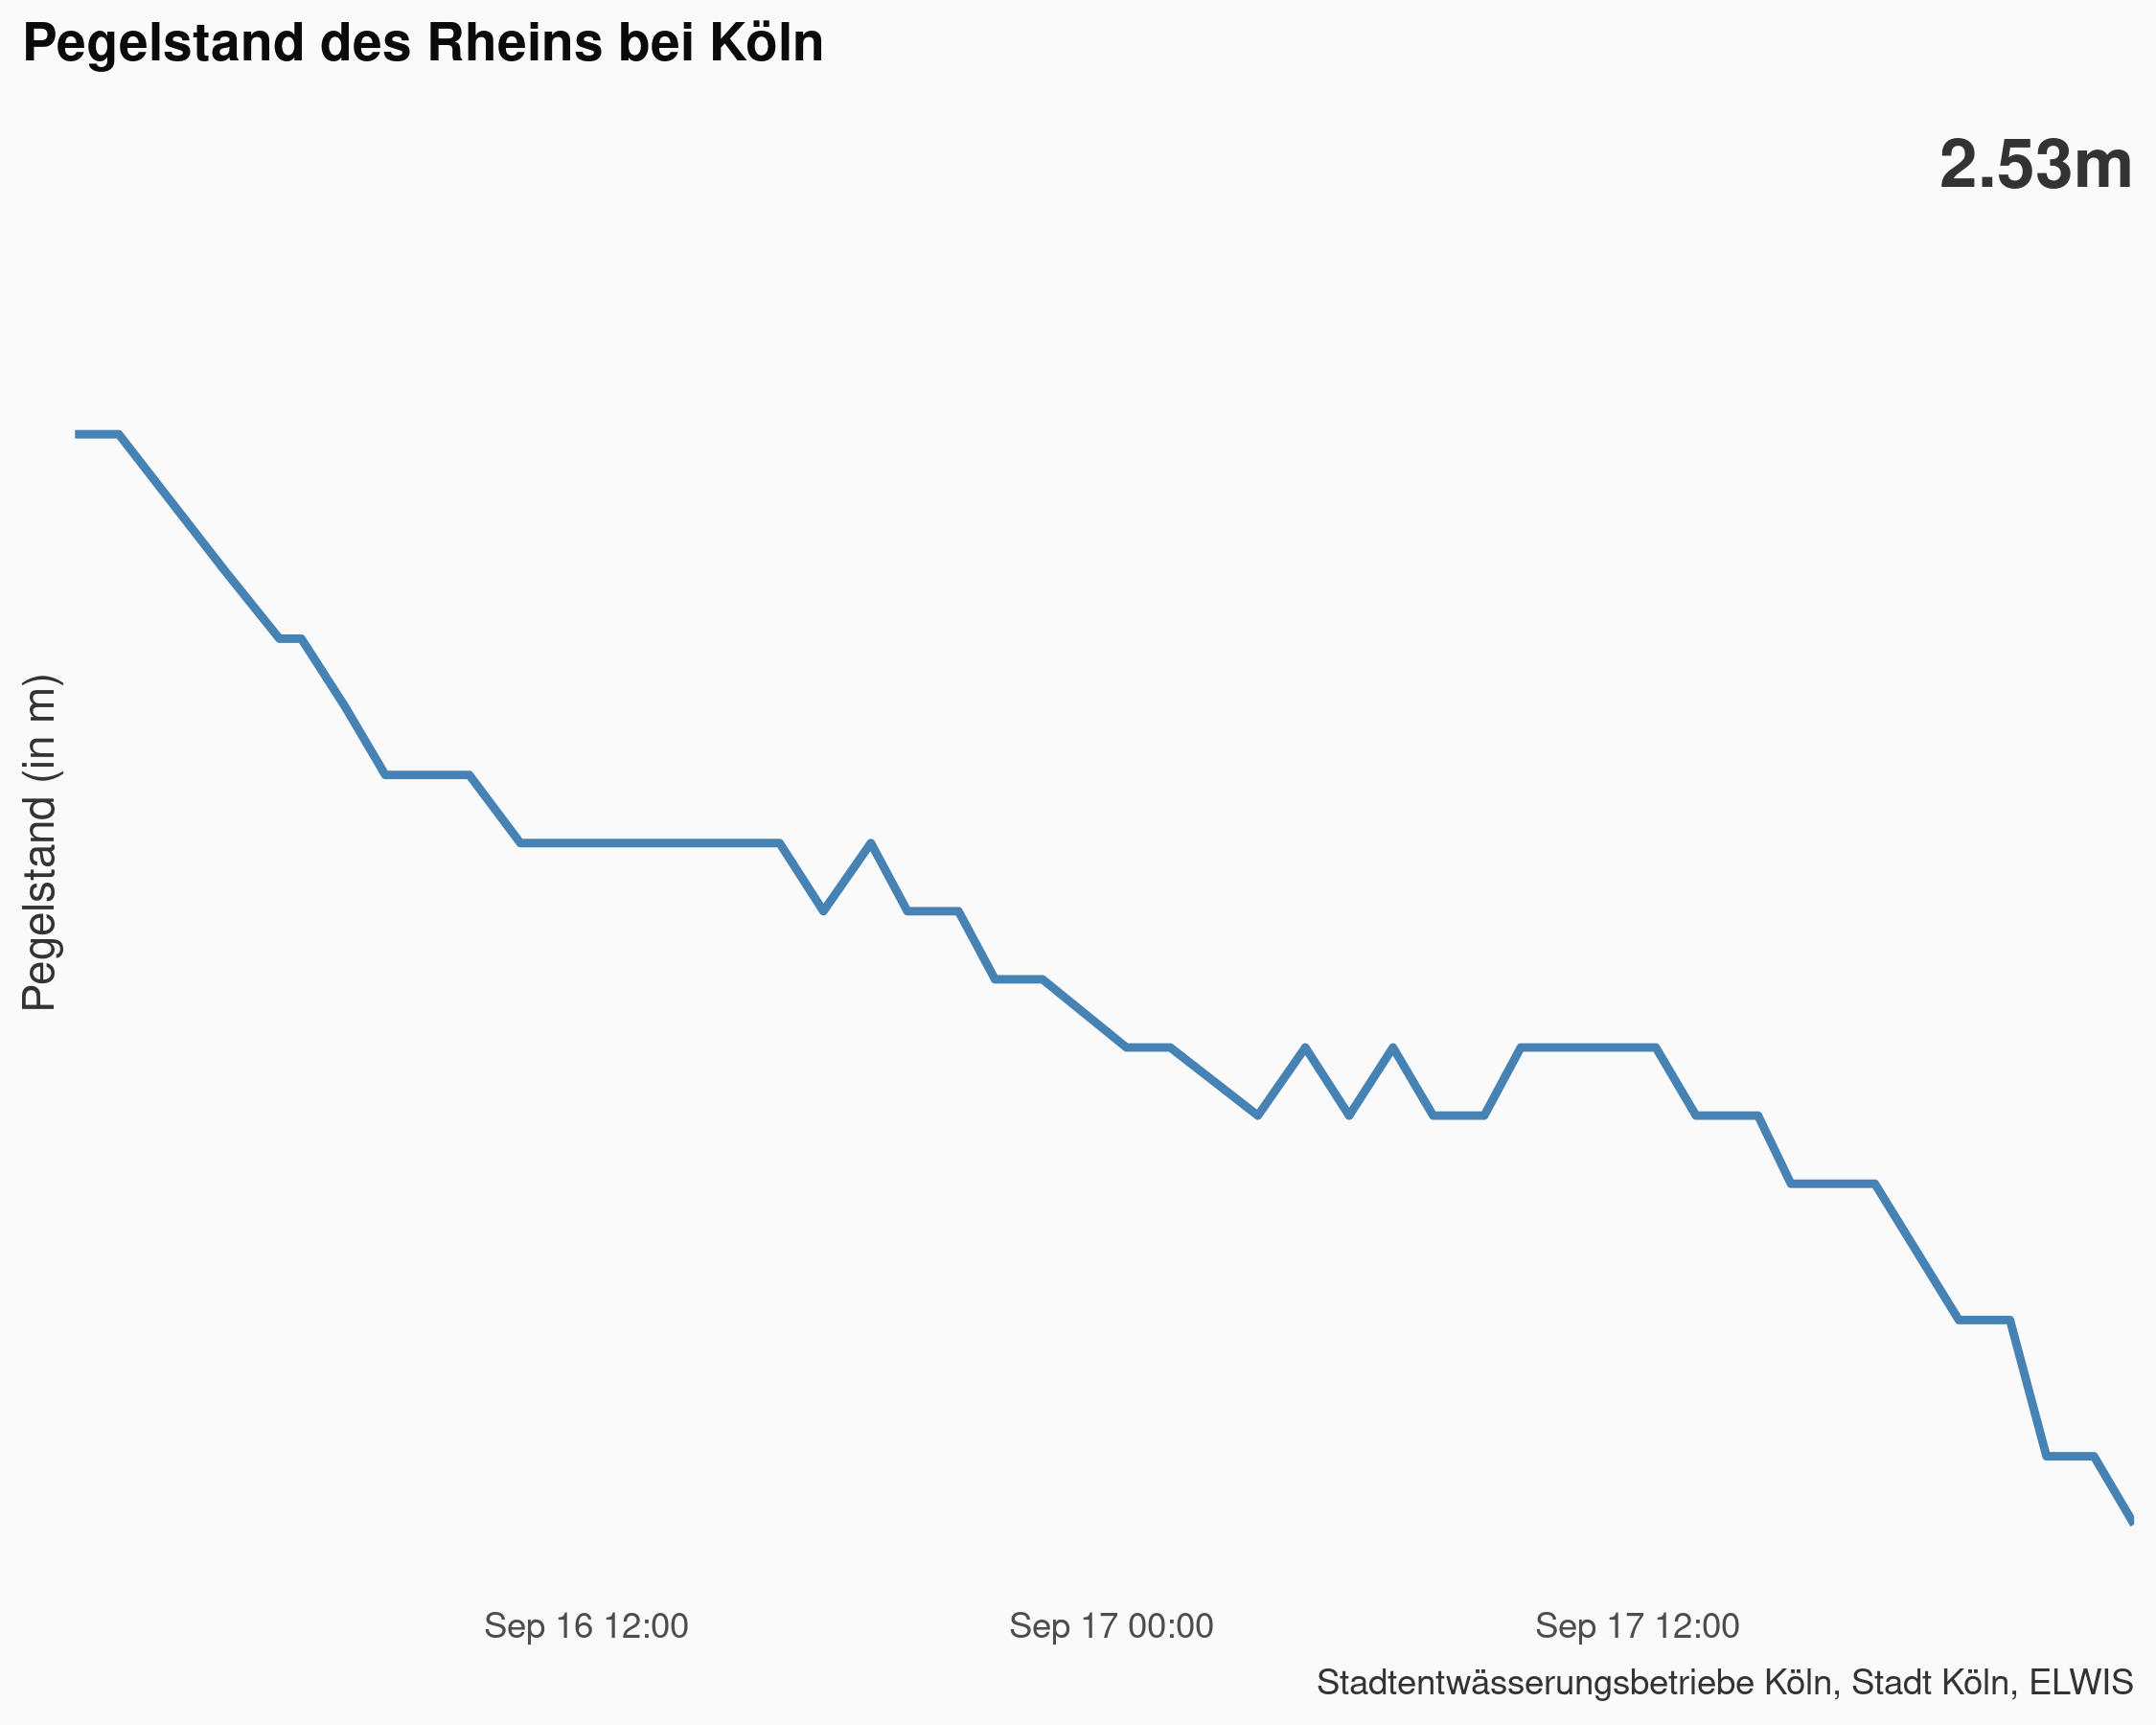 Pegelstand des Rheins bei Köln
2.53m
Pegelstand (in m)
Sep 16 12:00
Sep 17 00:00
Sep 17 12:00
Stadtentwässerungsbetriebe Köln, Stadt Köln, ELWIS